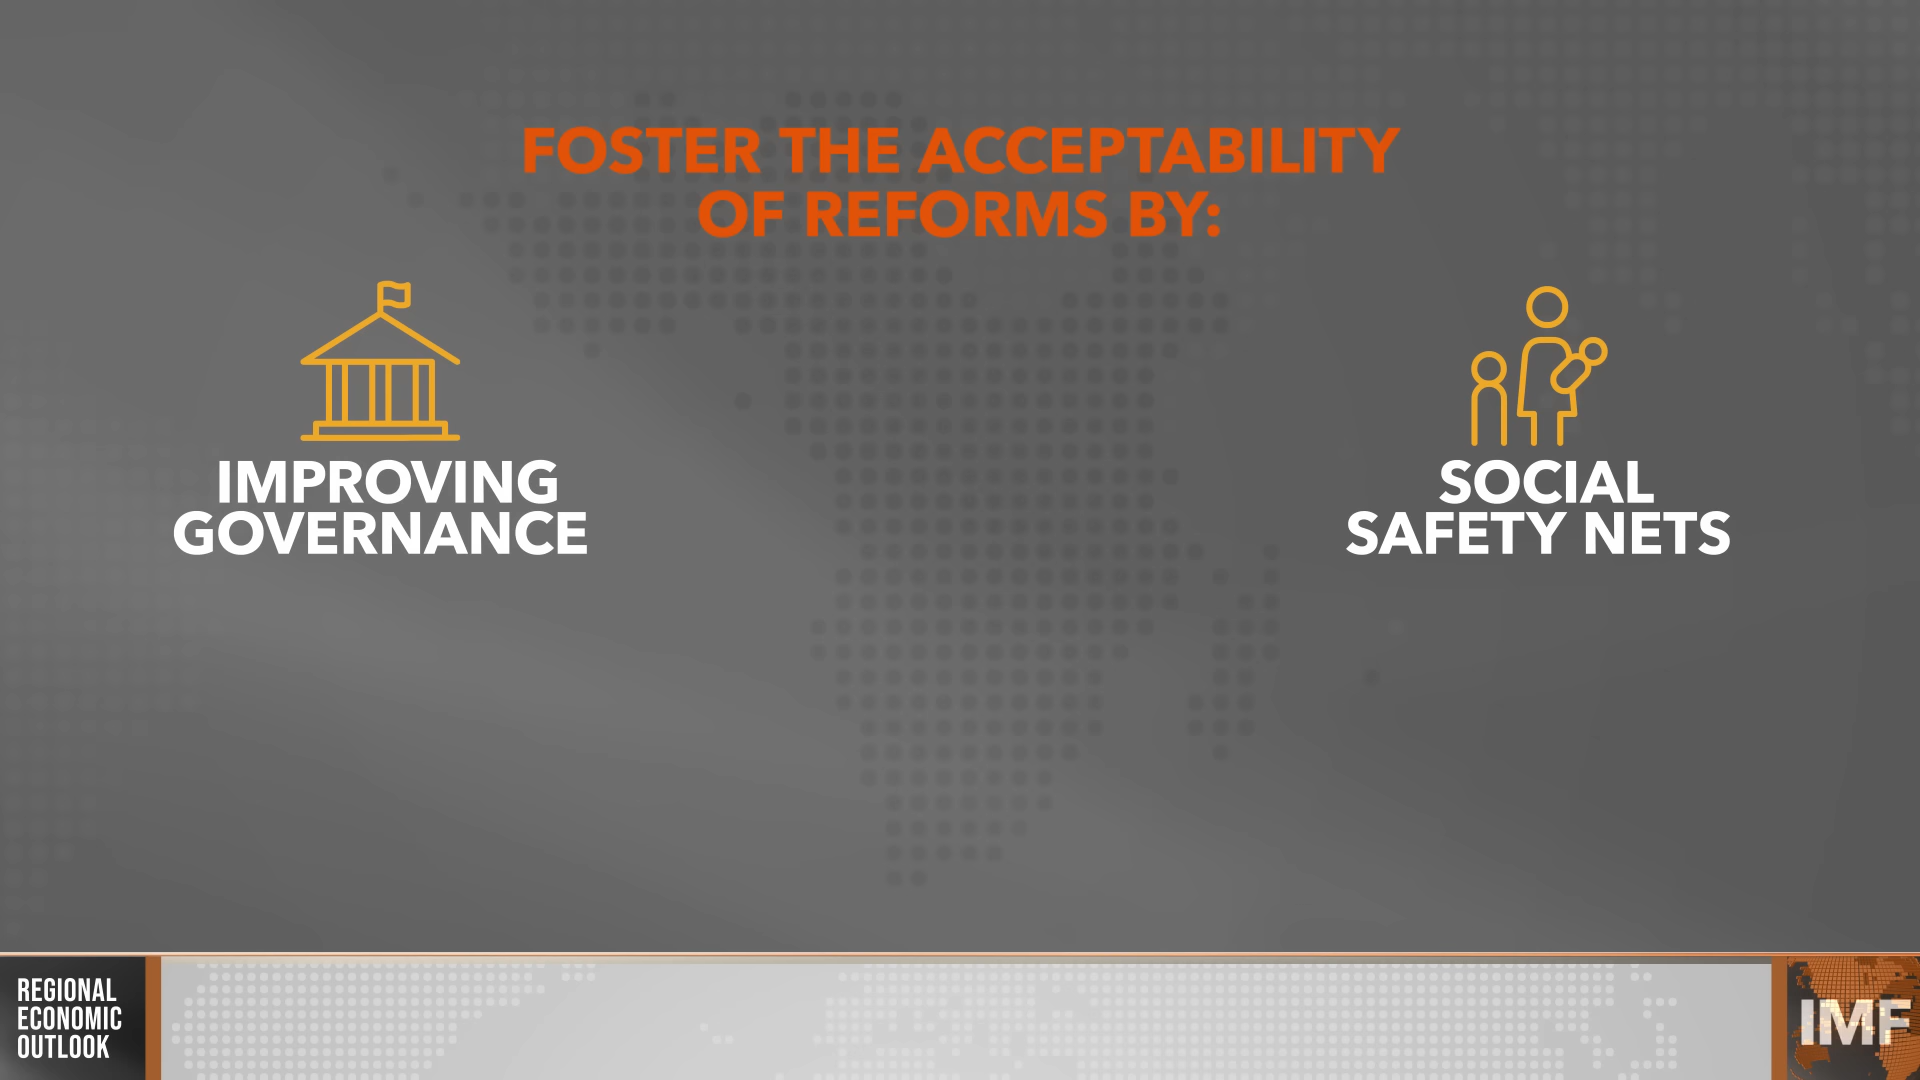 FOSTER THE ACCEPTABILITY
OF REFORMS BY:
IMPROVING
GOVERNANCE
SOCIAL
SAFETY NETS
REGIONAL
ECONOMIC
OUTLOOK
IMF